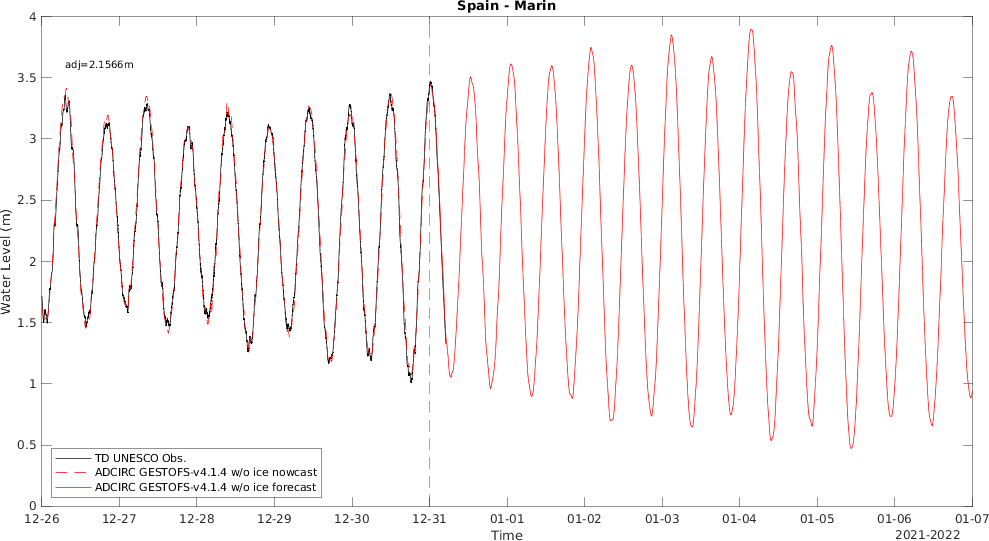 Spain - Marin
adj=2.1566m
4
3.5
3
2.5
2
1.5
1
0.5
0
Water Level (m)
TD UNESCO Obs.
ADCIRC GESTOFS-v4.1.4 w/o ice nowcast
ADCIRC GESTOFS-v4.1.4 w/o ice forecast
12-26 12-27 12-28 12-29 12-30 12-31 01-01 01-02 01-03 01-04 01-05 01-06 01-07
Time
2021-2022